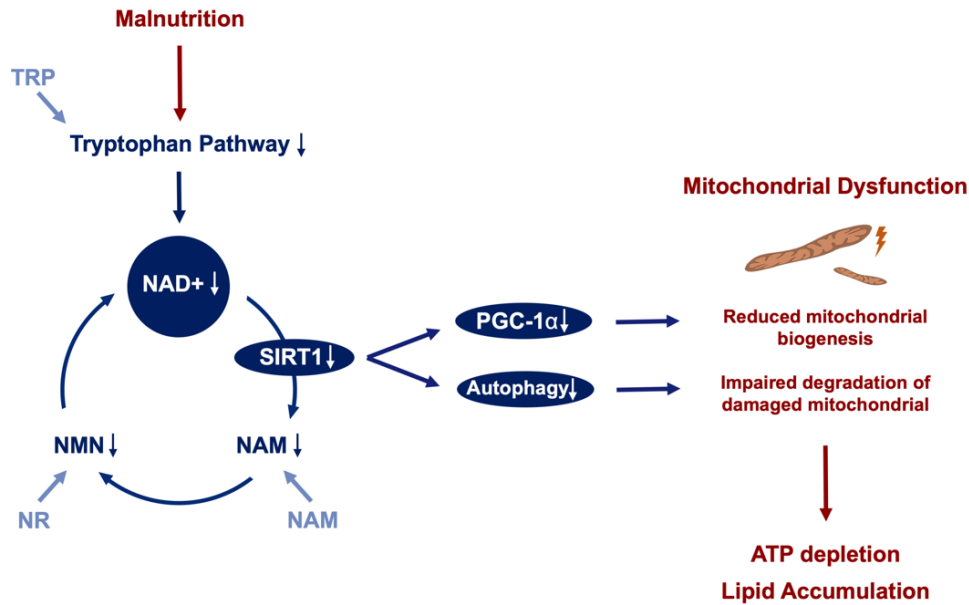 Malnutrition
TRP
Tryptophan Pathway ↓
Mitochondrial Dysfunction
NAD+ ↓
PGC-1α↓
Reduced mitochondrial
biogenesis
SIRT1↓
Autophagy↓
Impaired degradation of
damaged mitochondrial
NMN↓
NAM ↓
NR
NAM
ATP depletion
Lipid Accumulation